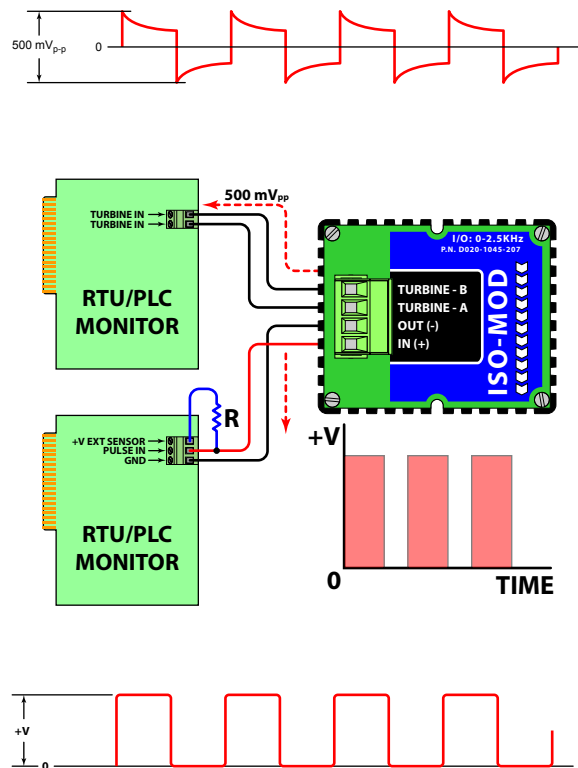 500 mVp-p
0
500 mVpp
TURBINE IN
TURBINE IN
RTU/PLC
MONITOR
I/O: 0-2.5KHz
P.N. D020-1045-207
TURBINE - B
TURBINE - A
OUT (-)
IN (+)
ISO-MOD
R
+V EXT SENSOR
PULSE IN
GND
RTU/PLC
MONITOR
+V
0
TIME
+V
0